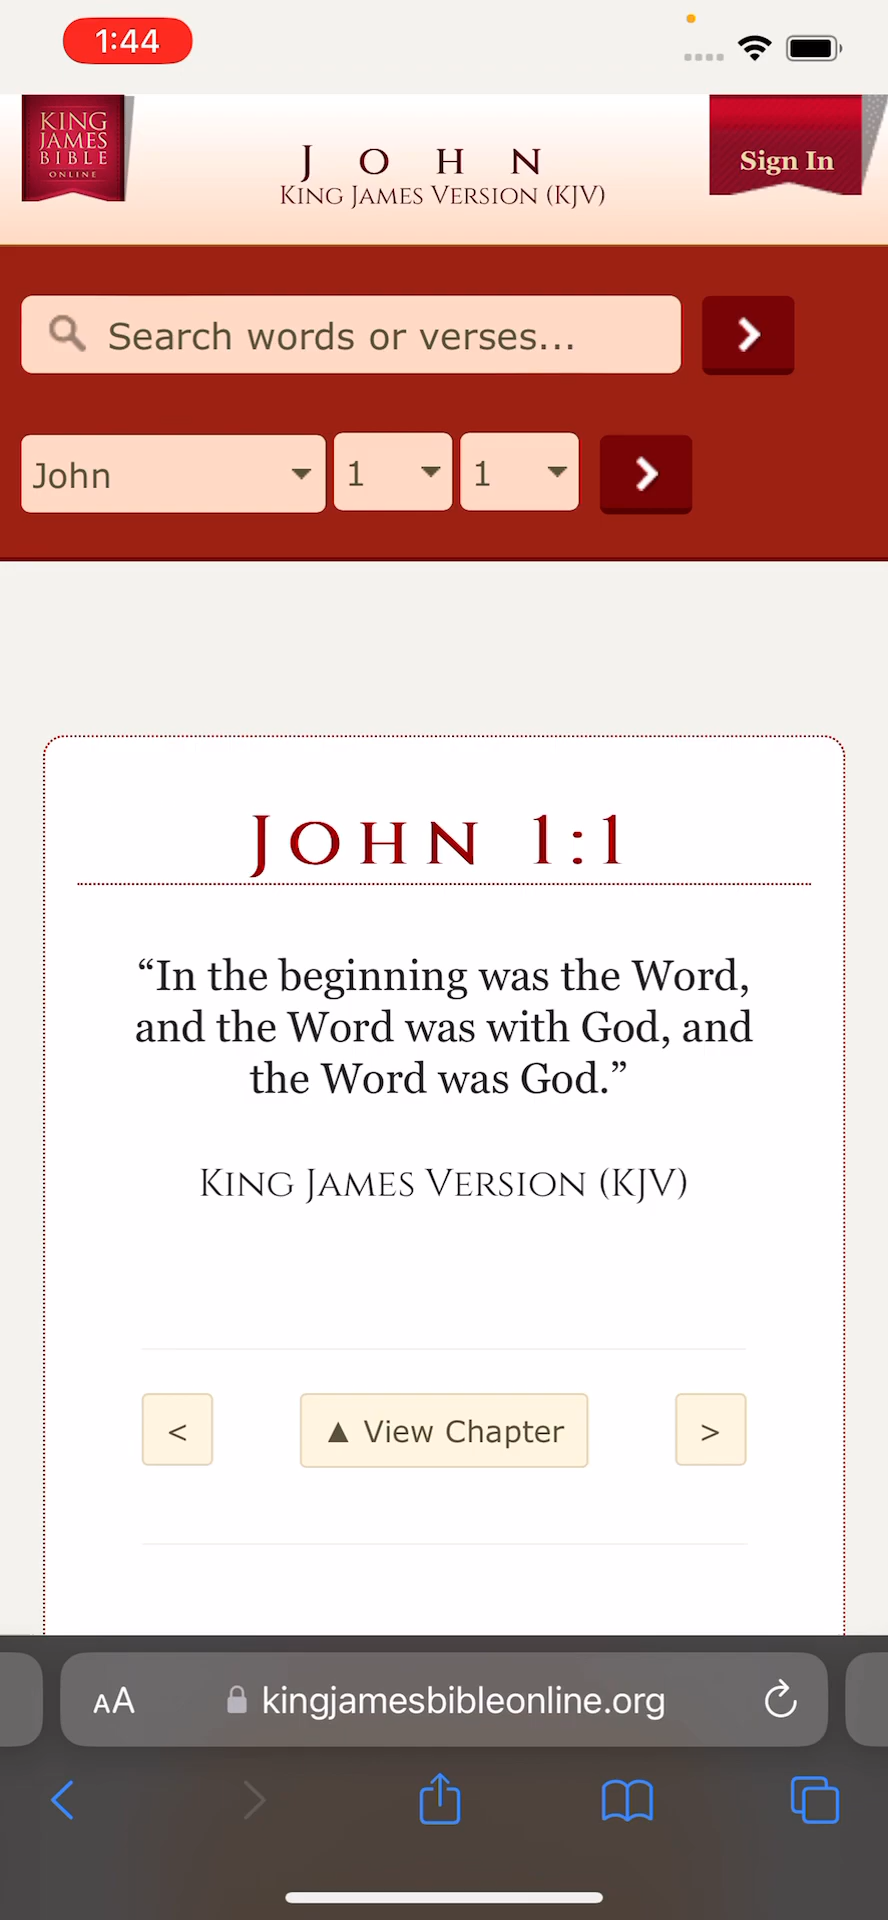 1:44
KING
JAMES
BIBLE
ONLINE
JOHN
KING JAMES VERSION (KJV)
Sign In
Search words or verses...
John 1 1
JOHN 1:1
“In the beginning was the Word,
and the Word was with God, and
the Word was God.”
KING JAMES VERSION (KJV)
< ▲ View Chapter >
AA kingjamesbibleonline.org